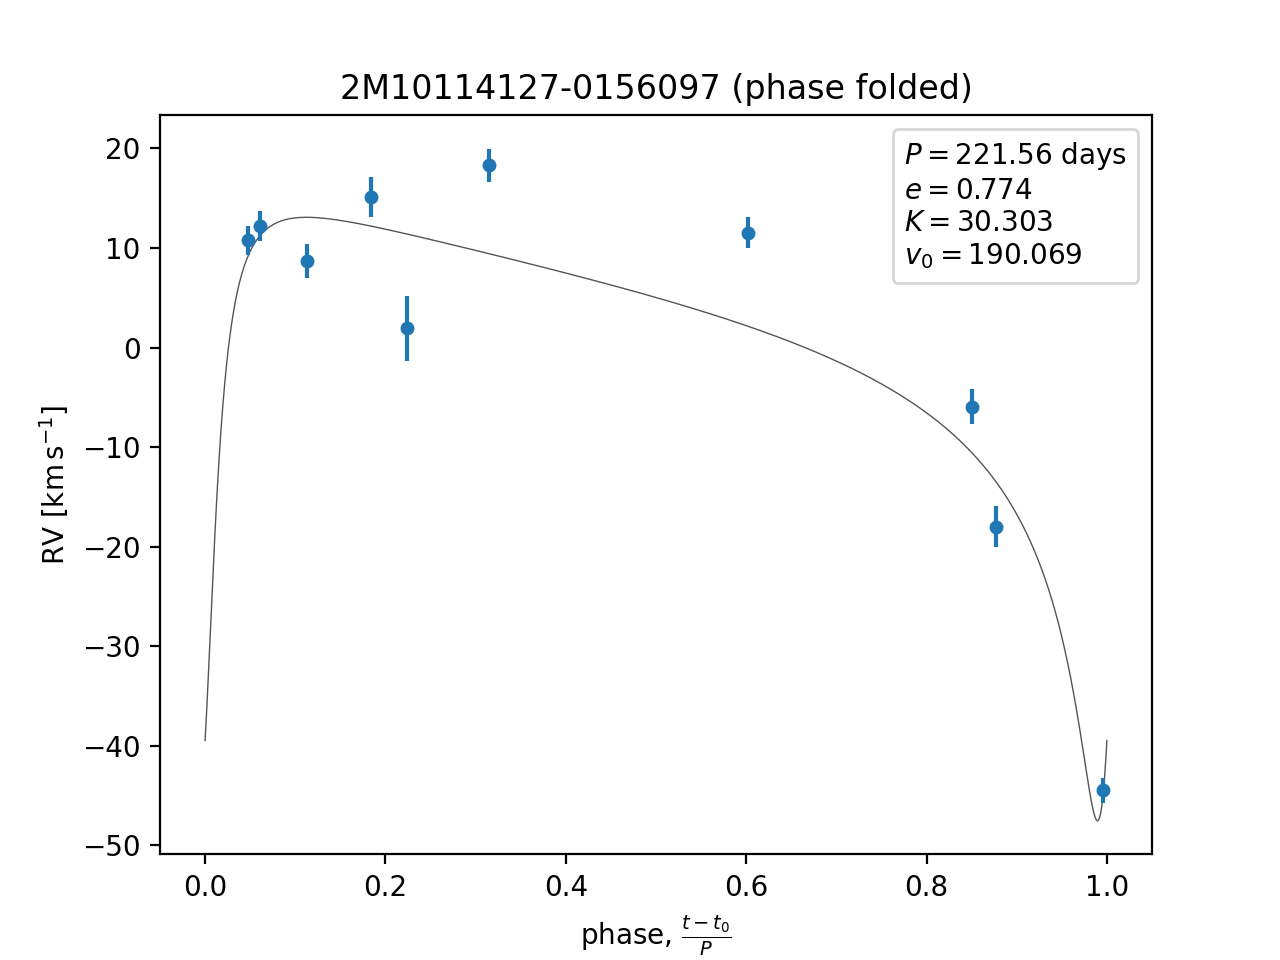 2M10114127-0156097 (phase folded)
P = 221.56 days
e = 0.774
K = 30.303
v₀ = 190.069
20
10
0
−10
−20
−30
−40
−50
RV [km s⁻¹]
0.0 0.2 0.4 0.6 0.8 1.0
phase, (t − t₀)/P